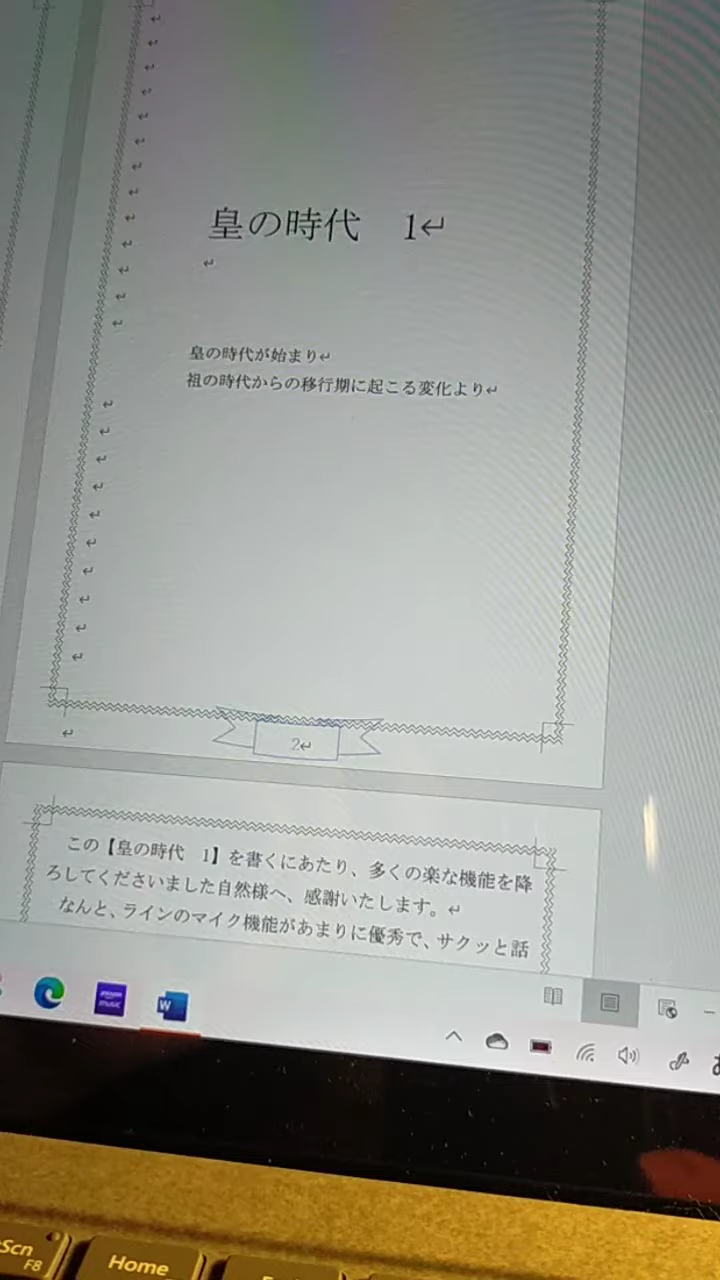 皇の時代　1↵
皇の時代が始まり↵
祖の時代からの移行期に起こる変化より↵
2↵
この【皇の時代　1】を書くにあたり、多くの楽な機能を降
ろしてくださいました自然様へ、感謝いたします。↵
なんと、ラインのマイク機能があまりに優秀で、サクッと話
amazon music
W
F8
Home